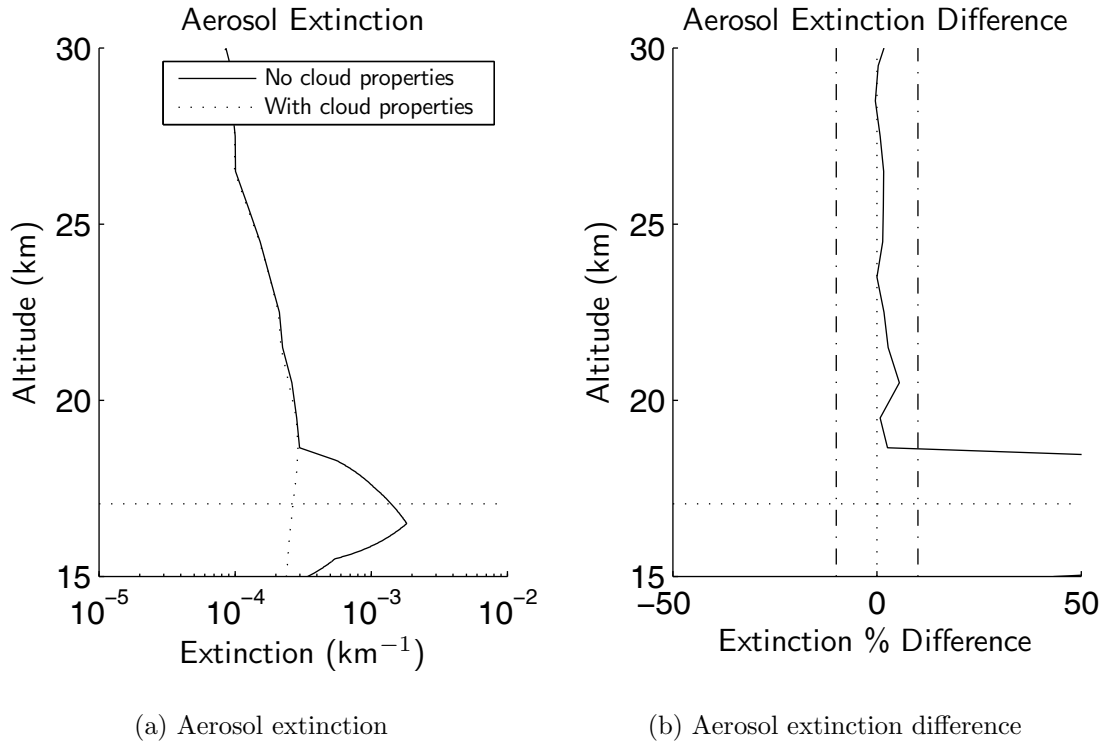 Aerosol Extinction
30
25
20
15
Altitude (km)
No cloud properties
With cloud properties
10⁻⁵
10⁻⁴
10⁻³
10⁻²
Extinction (km⁻¹)
(a) Aerosol extinction
Aerosol Extinction Difference
30
25
20
15
Altitude (km)
−50
0
50
Extinction % Difference
(b) Aerosol extinction difference